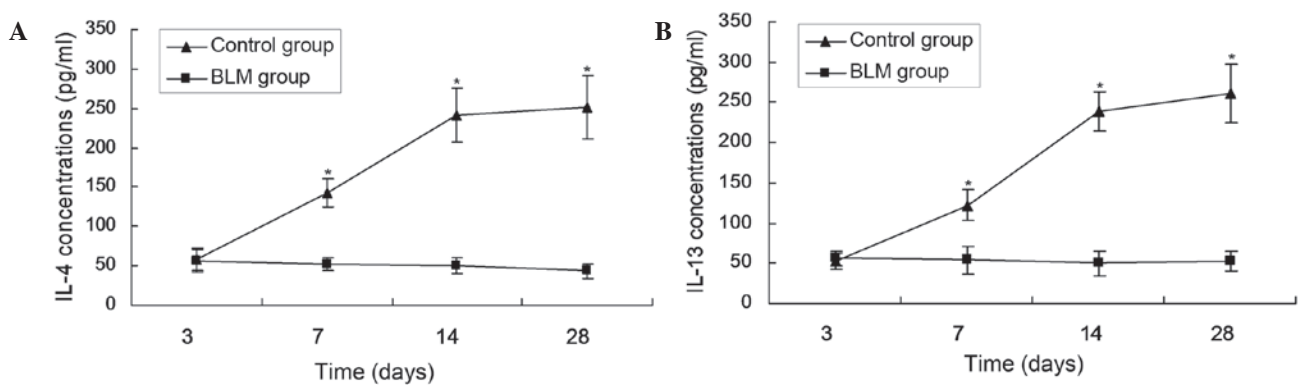 A
IL-4 concentrations (pg/ml)
350
300
250
200
150
100
50
0
Control group
BLM group
*
*
*
3 7 14 28
Time (days)
B
IL-13 concentrations (pg/ml)
350
300
250
200
150
100
50
0
Control group
BLM group
*
*
*
3 7 14 28
Time (days)